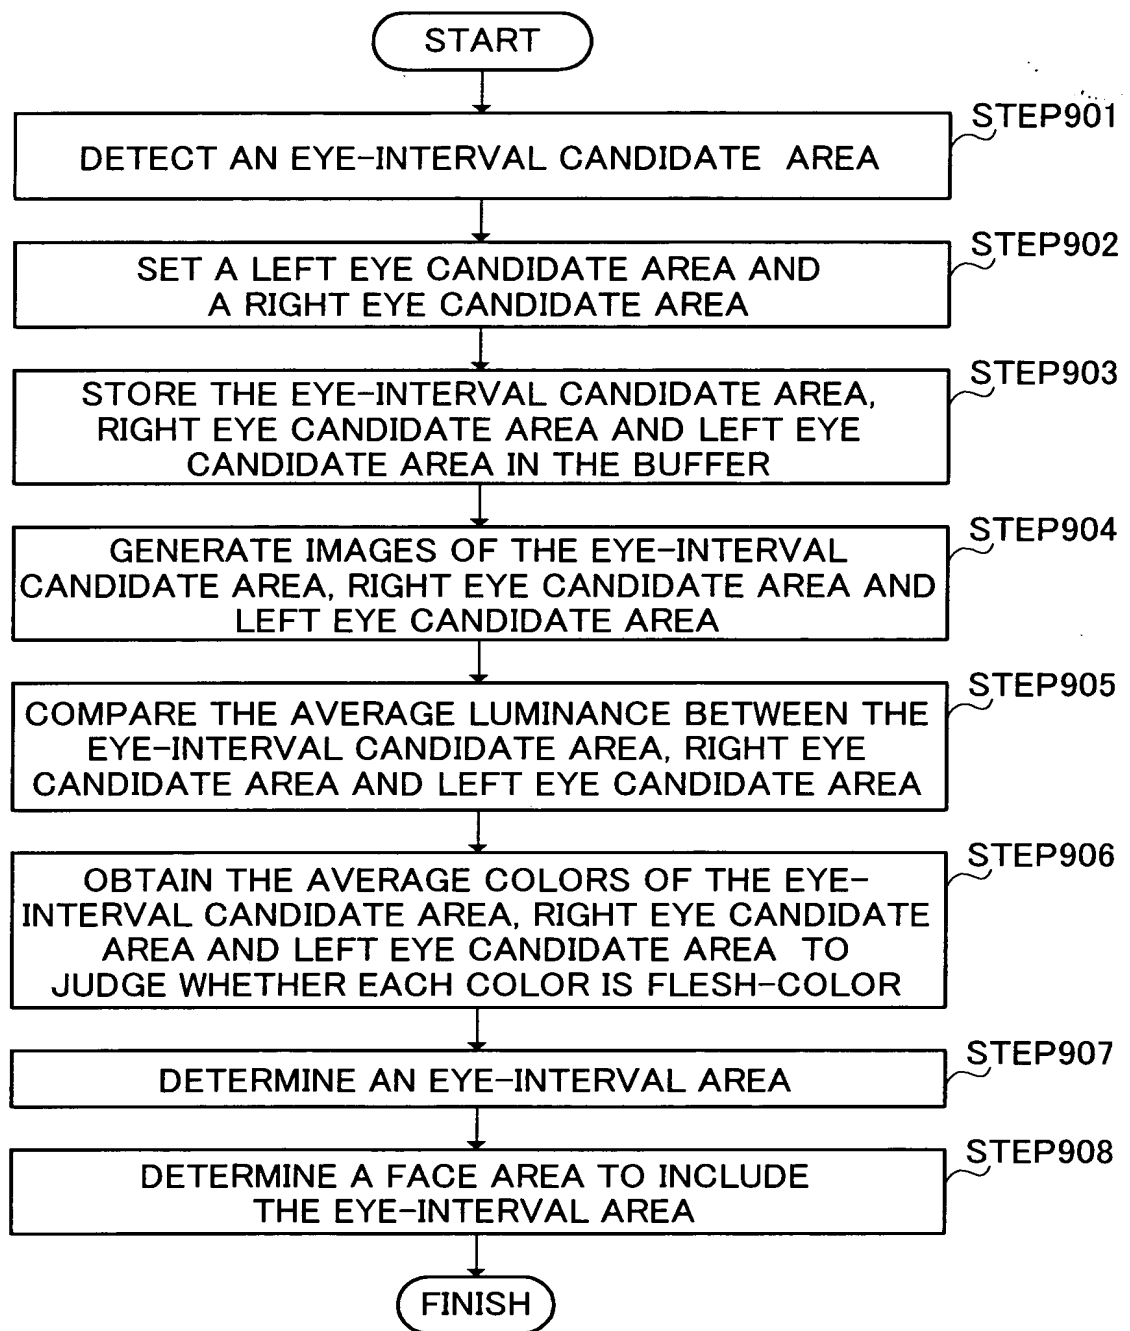 START
STEP901
DETECT AN EYE-INTERVAL CANDIDATE AREA
STEP902
SET A LEFT EYE CANDIDATE AREA AND
A RIGHT EYE CANDIDATE AREA
STEP903
STORE THE EYE-INTERVAL CANDIDATE AREA,
RIGHT EYE CANDIDATE AREA AND LEFT EYE
CANDIDATE AREA IN THE BUFFER
STEP904
GENERATE IMAGES OF THE EYE-INTERVAL
CANDIDATE AREA, RIGHT EYE CANDIDATE AREA AND
LEFT EYE CANDIDATE AREA
STEP905
COMPARE THE AVERAGE LUMINANCE BETWEEN THE
EYE-INTERVAL CANDIDATE AREA, RIGHT EYE
CANDIDATE AREA AND LEFT EYE CANDIDATE AREA
STEP906
OBTAIN THE AVERAGE COLORS OF THE EYE-
INTERVAL CANDIDATE AREA, RIGHT EYE CANDIDATE
AREA AND LEFT EYE CANDIDATE AREA TO
JUDGE WHETHER EACH COLOR IS FLESH-COLOR
STEP907
DETERMINE AN EYE-INTERVAL AREA
STEP908
DETERMINE A FACE AREA TO INCLUDE
THE EYE-INTERVAL AREA
FINISH